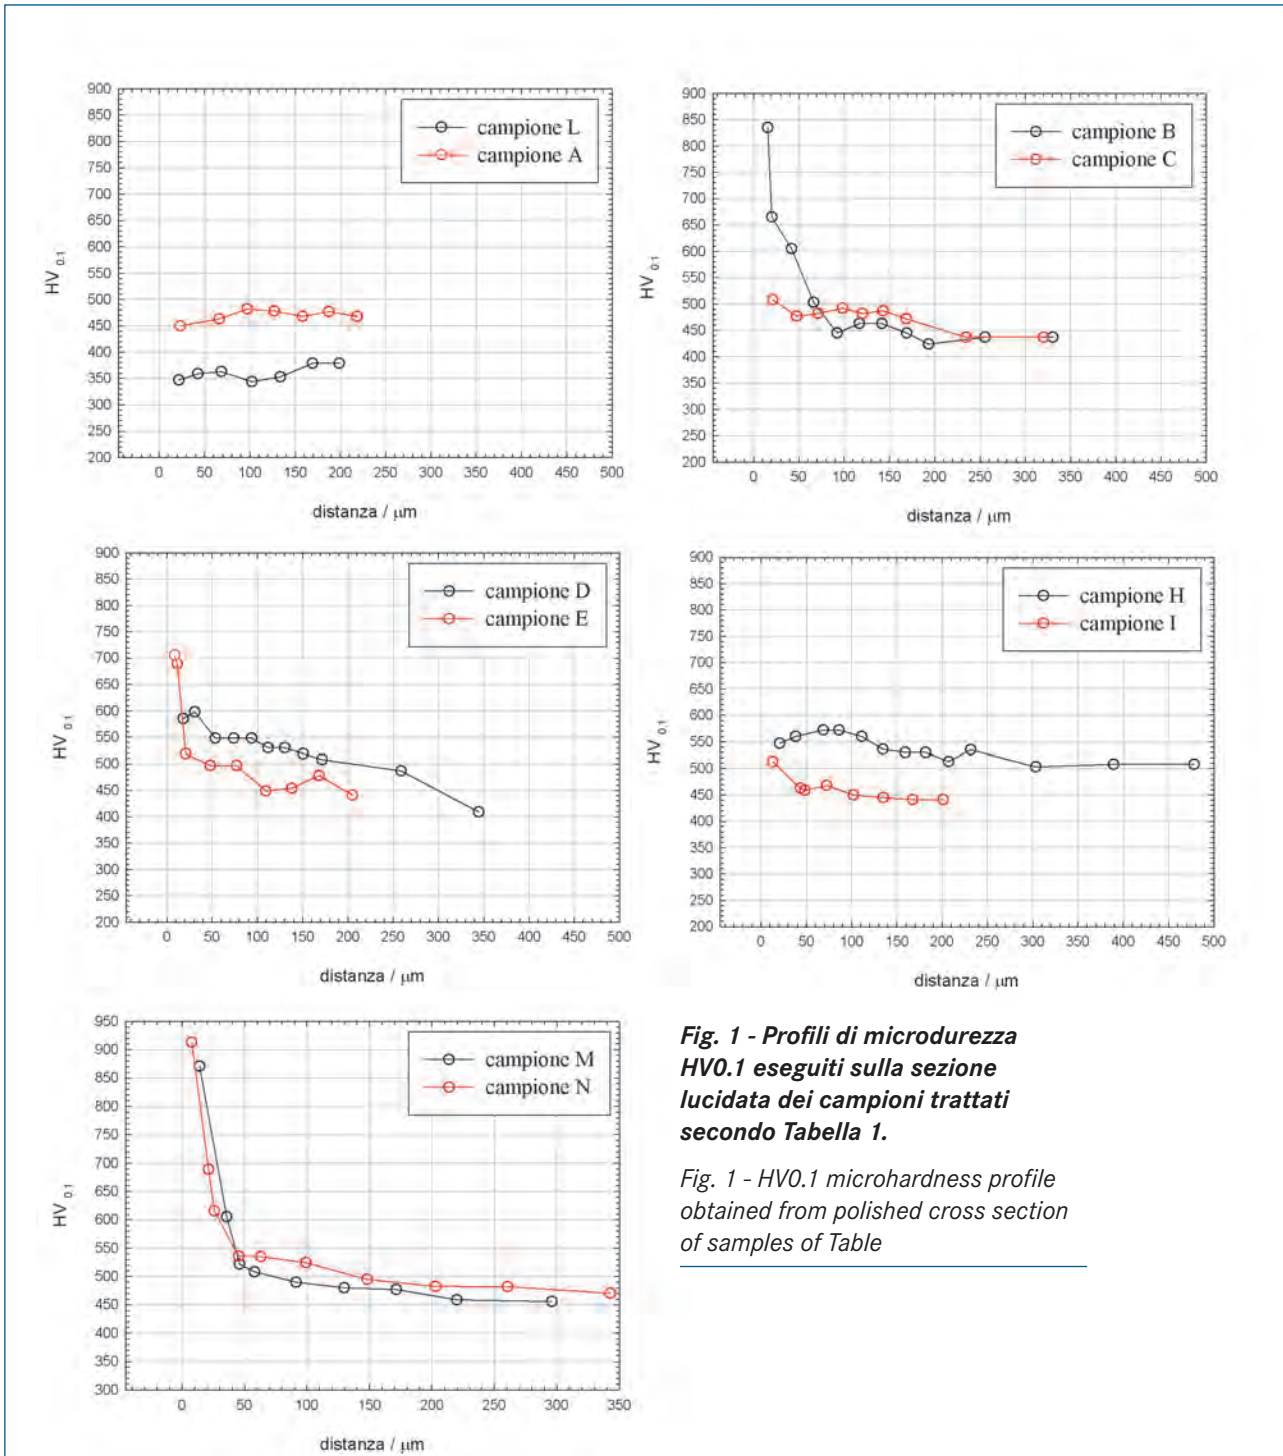 900
850
800
750
700
650
600
550
500
450
400
350
300
250
200
HV 0.1
campione L
campione A
0 50 100 150 200 250 300 350 400 450 500
distanza / μm
900
850
800
750
700
650
600
550
500
450
400
350
300
250
200
HV 0.1
campione B
campione C
0 50 100 150 200 250 300 350 400 450 500
distanza / μm
900
850
800
750
700
650
600
550
500
450
400
350
300
250
200
HV 0.1
campione D
campione E
0 50 100 150 200 250 300 350 400 450 500
distanza / μm
900
850
800
750
700
650
600
550
500
450
400
350
300
250
200
HV 0.1
campione H
campione I
0 50 100 150 200 250 300 350 400 450 500
distanza / μm
950
900
850
800
750
700
650
600
550
500
450
400
350
300
HV 0.1
campione M
campione N
0 50 100 150 200 250 300 350
distanza / μm
Fig. 1 - Profili di microdurezza
HV0.1 eseguiti sulla sezione
lucidata dei campioni trattati
secondo Tabella 1.
Fig. 1 - HV0.1 microhardness profile
obtained from polished cross section
of samples of Table